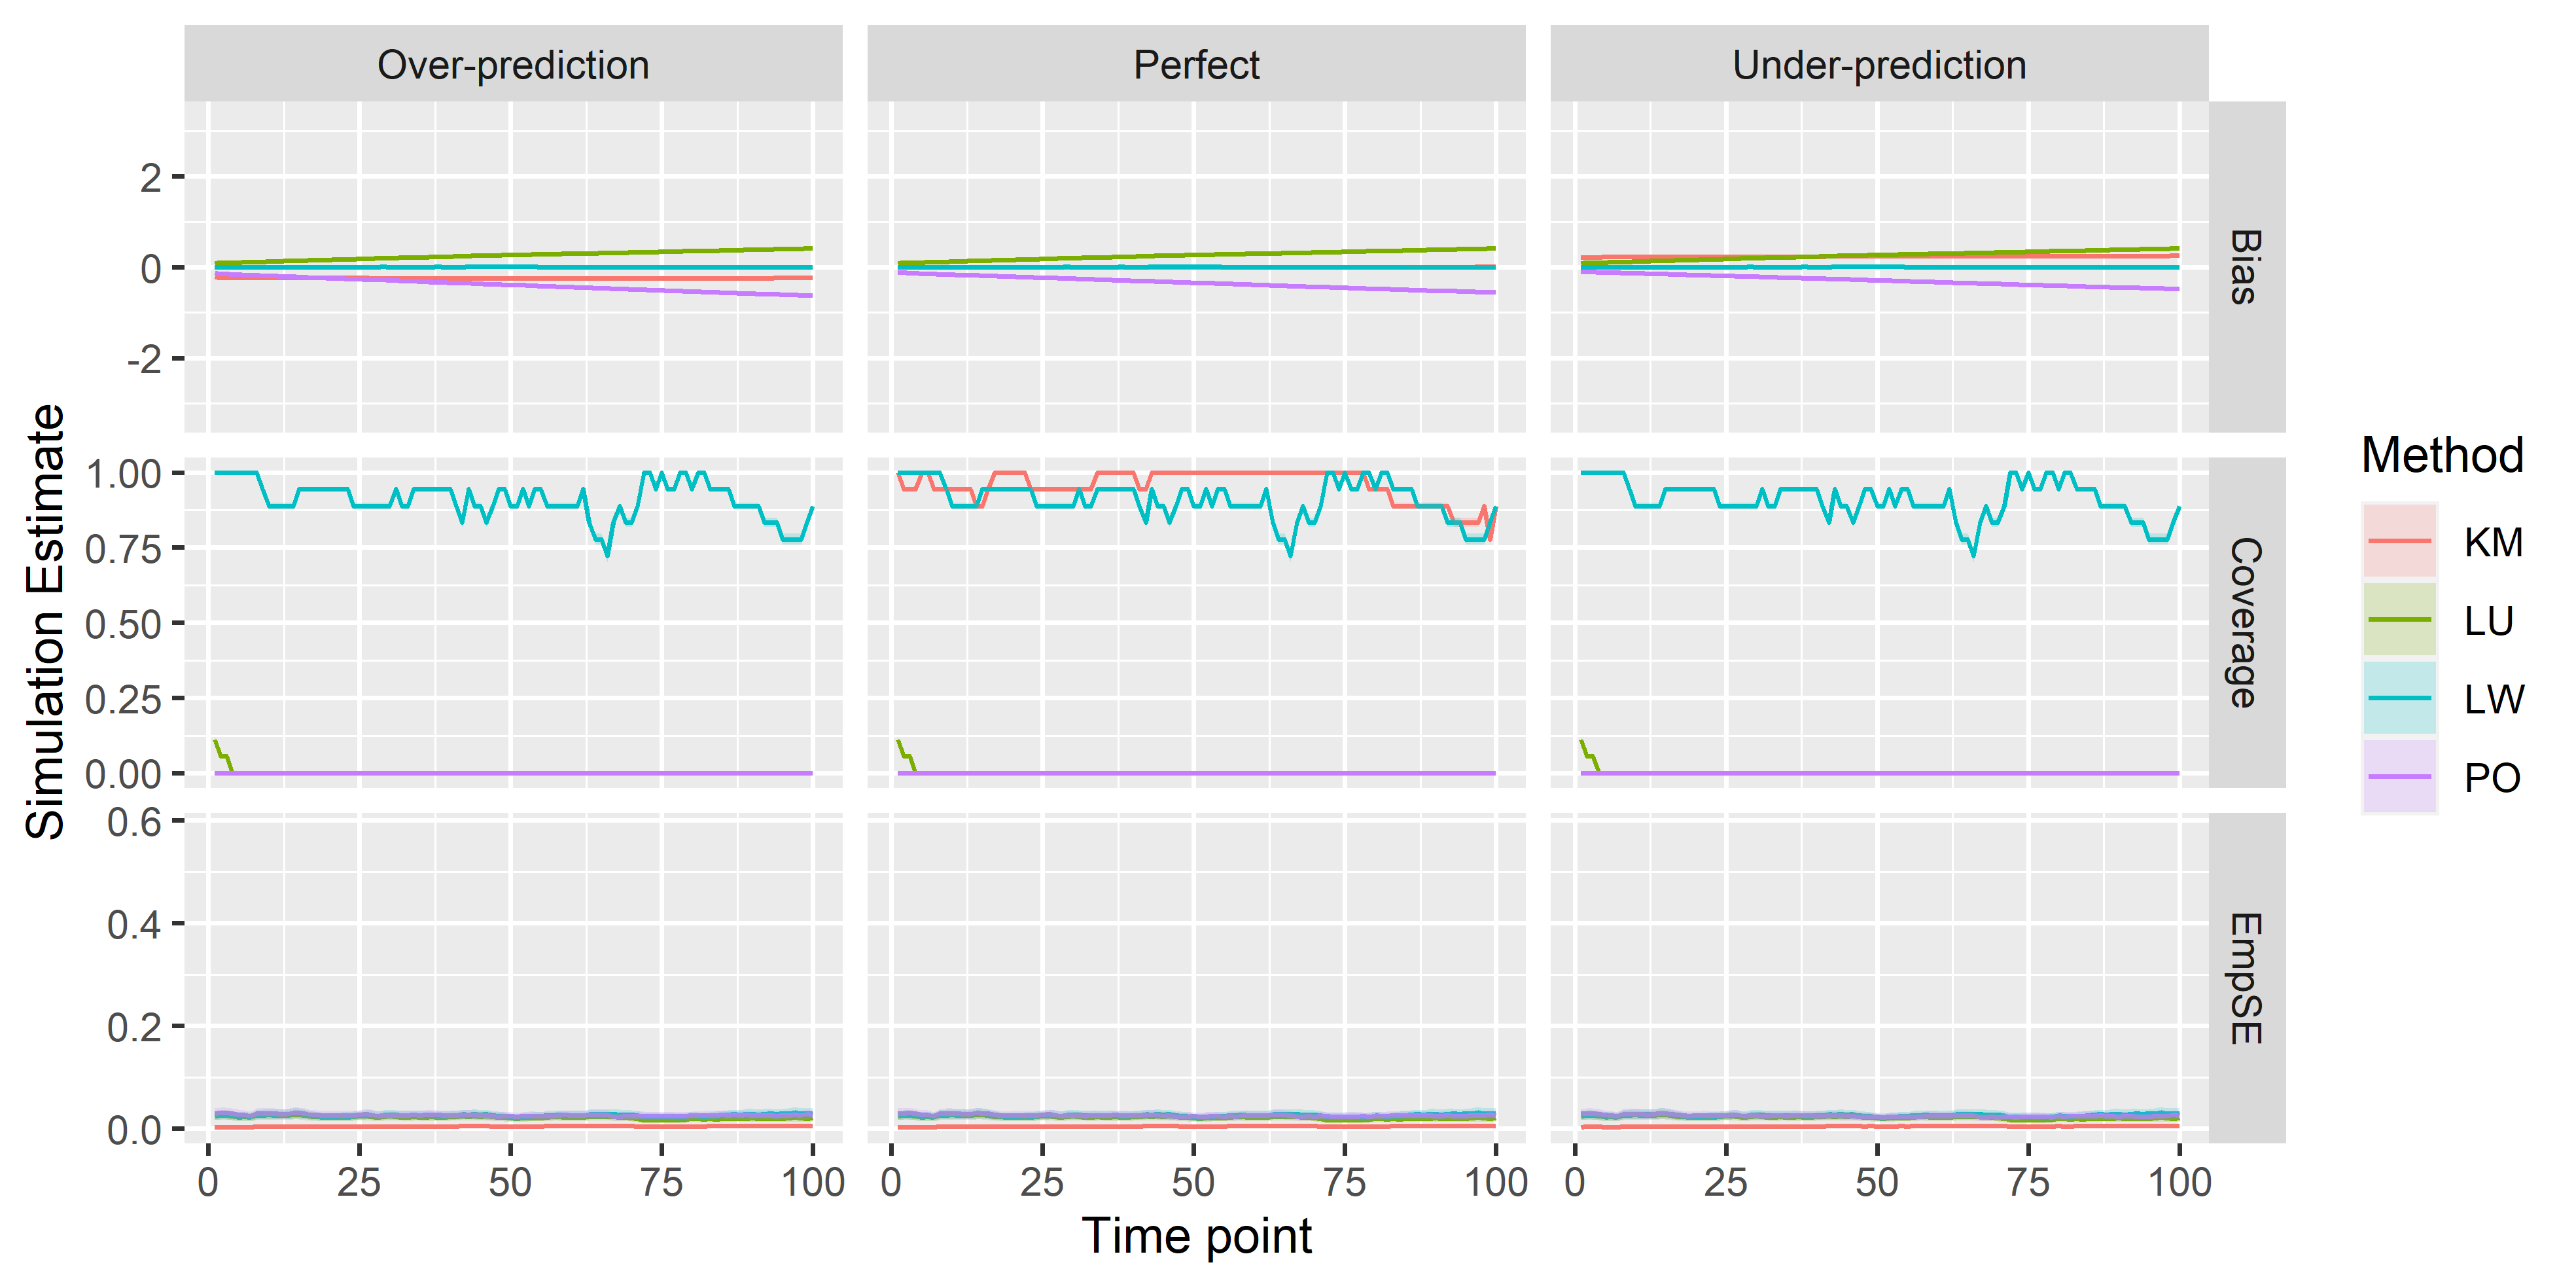 Over-prediction
Perfect
Under-prediction
2
0
-2
Bias
1.00
0.75
0.50
0.25
0.00
Coverage
0.6
0.4
0.2
0.0
EmpSE
0 25 50 75 100
0 25 50 75 100
0 25 50 75 100
Time point
Simulation Estimate
Method
KM
LU
LW
PO